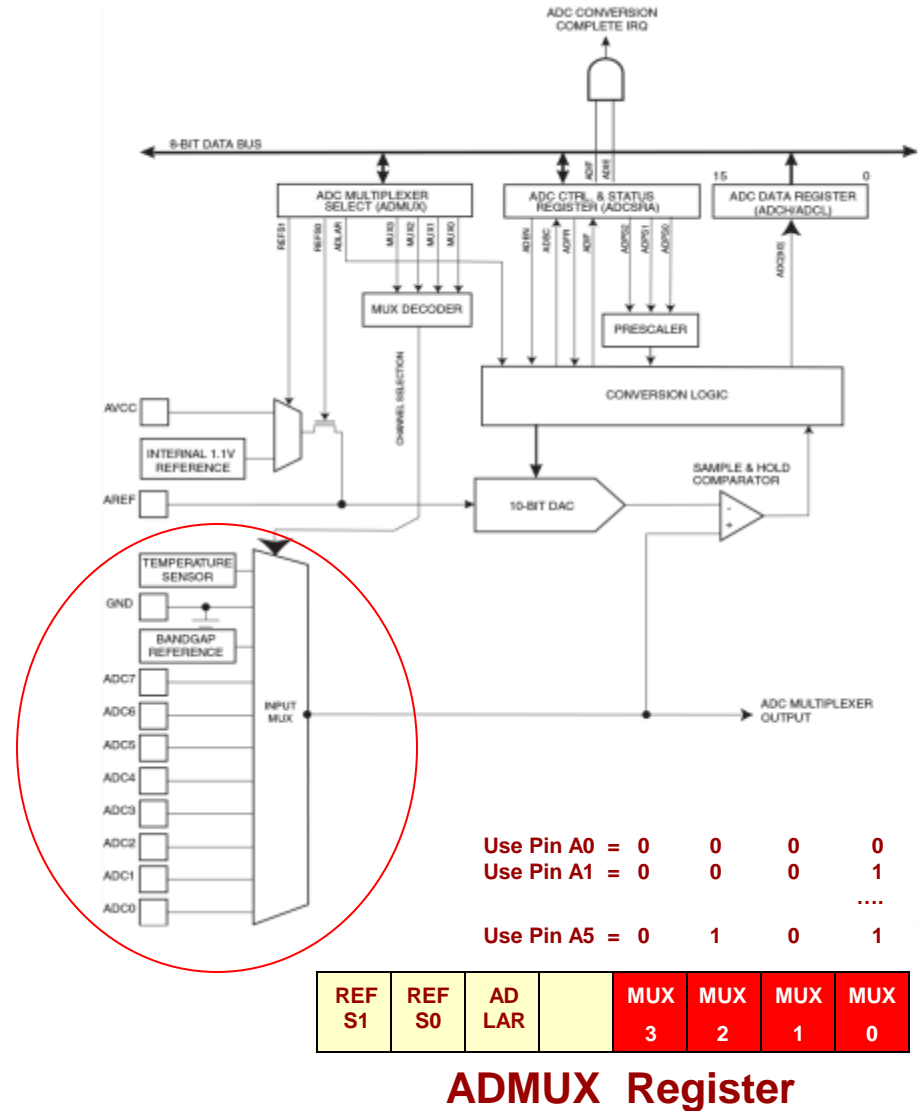 ADC CONVERSION
COMPLETE IRQ
8-BIT DATA BUS
ADIF
ADIE
15
0
ADC MULTIPLEXER
SELECT (ADMUX)
ADC CTRL. & STATUS
REGISTER (ADCSRA)
ADC DATA REGISTER
(ADCH/ADCL)
REFS1
REFS0
ADLAR
MUX3
MUX2
MUX1
MUX0
ADEN
ADSC
ADFR
ADIF
ADPS2
ADPS1
ADPS0
ADC[9:0]
MUX DECODER
PRESCALER
CHANNEL SELECTION
CONVERSION LOGIC
AVCC
INTERNAL 1.1V
REFERENCE
SAMPLE & HOLD
COMPARATOR
AREF
10-BIT DAC
-
+
TEMPERATURE
SENSOR
GND
BANDGAP
REFERENCE
ADC7
ADC6
ADC5
ADC4
ADC3
ADC2
ADC1
ADC0
INPUT
MUX
ADC MULTIPLEXER
OUTPUT
Use Pin A0 = 0 0 0 0
Use Pin A1 = 0 0 0 1
....
Use Pin A5 = 0 1 0 1
REF S1
REF S0
AD LAR
MUX 3
MUX 2
MUX 1
MUX 0
ADMUX Register